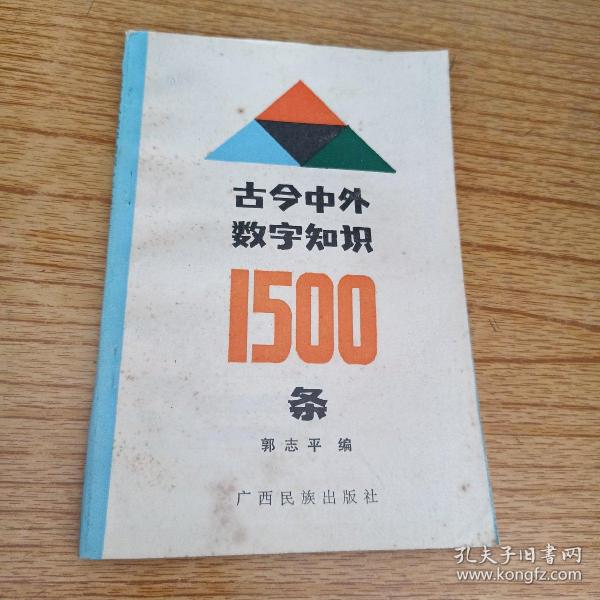 古今中外
数字知识
1500
条
郭志平 编
广西民族出版社
孔夫子旧书网
www.kongfz.com